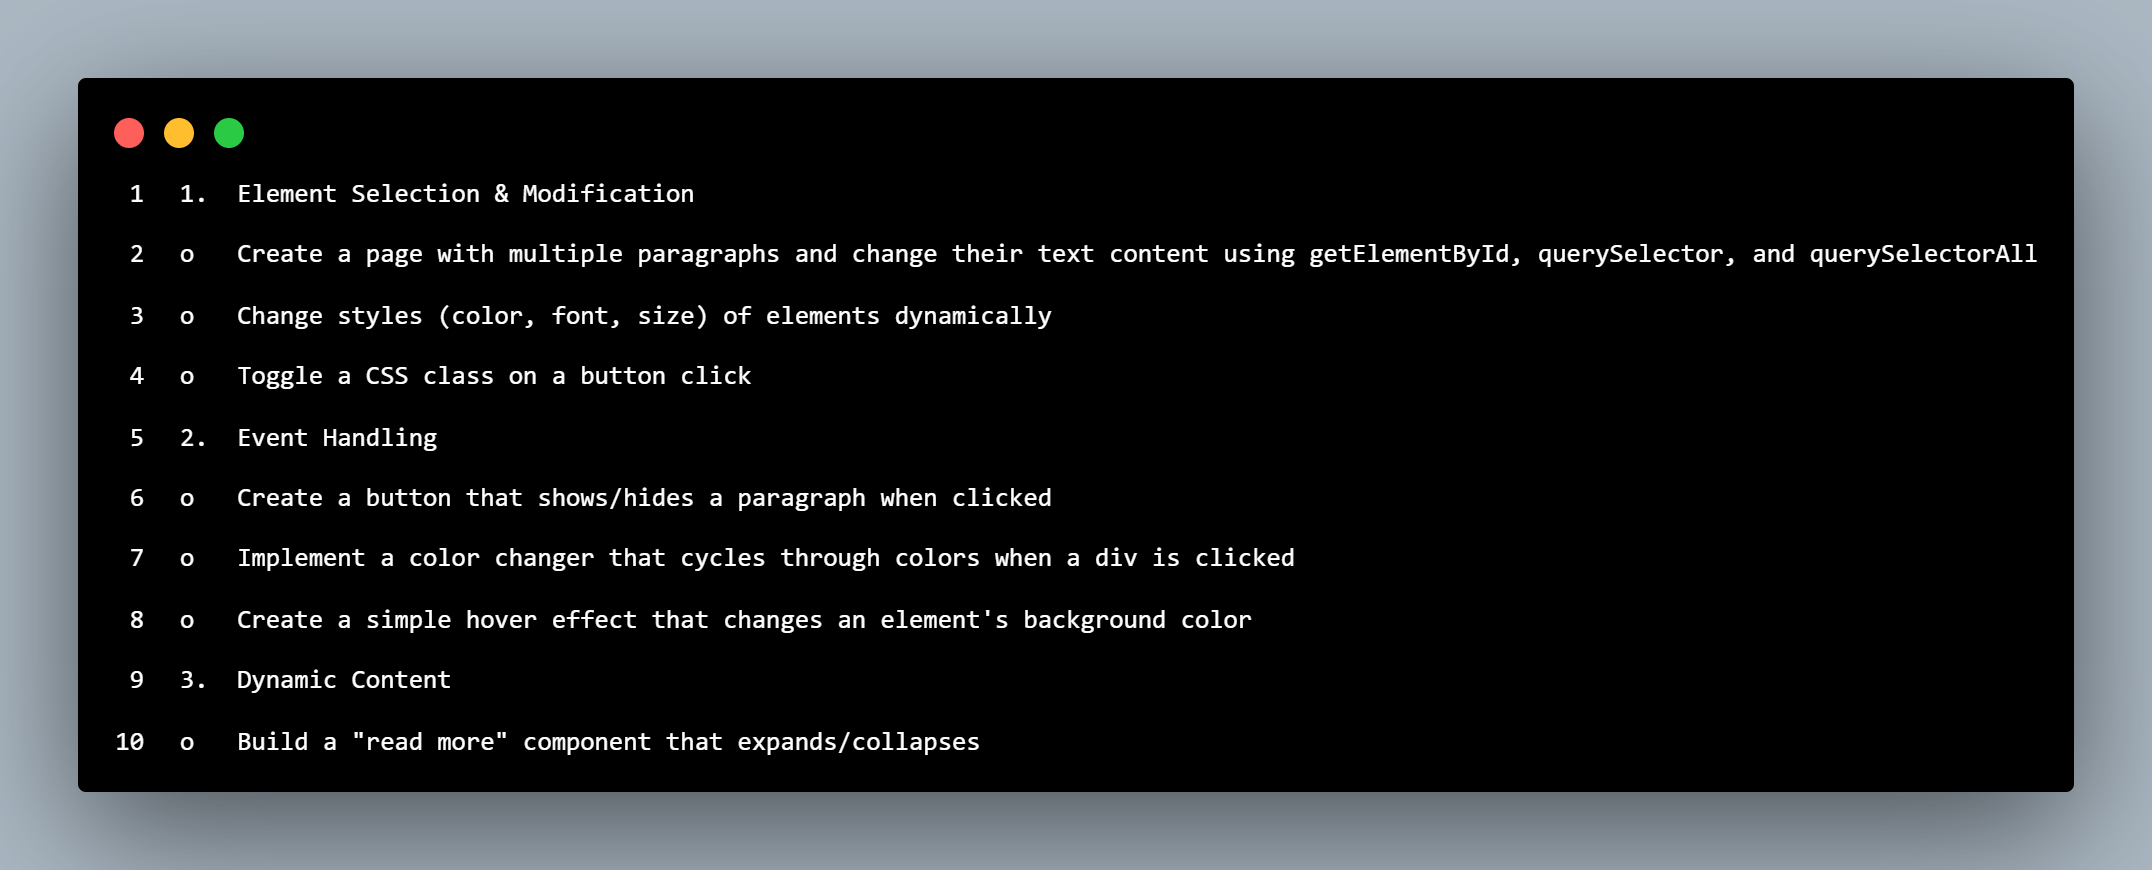 1 1. Element Selection & Modification
2 o Create a page with multiple paragraphs and change their text content using getElementById, querySelector, and querySelectorAll
3 o Change styles (color, font, size) of elements dynamically
4 o Toggle a CSS class on a button click
5 2. Event Handling
6 o Create a button that shows/hides a paragraph when clicked
7 o Implement a color changer that cycles through colors when a div is clicked
8 o Create a simple hover effect that changes an element's background color
9 3. Dynamic Content
10 o Build a "read more" component that expands/collapses